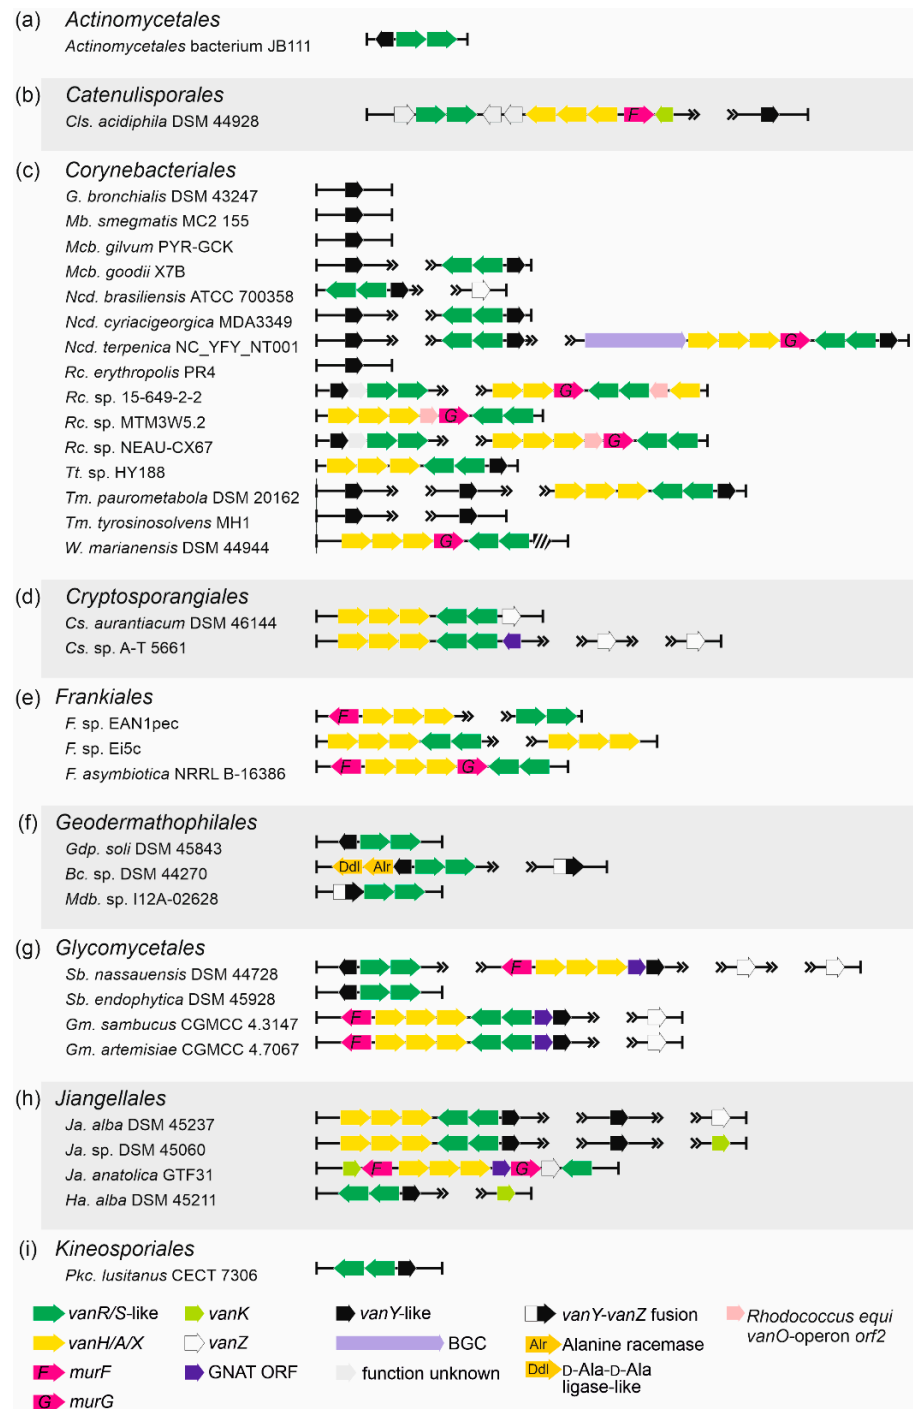 (a) Actinomycetales
Actinomycetales bacterium JB111
(b) Catenulisporales
Cls. acidiphila DSM 44928
F
(c) Corynebacteriales
G. bronchialis DSM 43247
Mb. smegmatis MC2 155
Mcb. gilvum PYR-GCK
Mcb. goodii X7B
Ncd. brasiliensis ATCC 700358
Ncd. cyriacigeorgica MDA3349
Ncd. terpenica NC_YFY_NT001 G
Rc. erythropolis PR4
Rc. sp. 15-649-2-2 G
Rc. sp. MTM3W5.2 G
Rc. sp. NEAU-CX67 G
Tt. sp. HY188
Tm. paurometabola DSM 20162
Tm. tyrosinosolvens MH1
W. marianensis DSM 44944 G
(d) Cryptosporangiales
Cs. aurantiacum DSM 46144
Cs. sp. A-T 5661
(e) Frankiales
F. sp. EAN1pec F
F. sp. Ei5c
F. asymbiotica NRRL B-16386 F G
(f) Geodermathophilales
Gdp. soli DSM 45843
Bc. sp. DSM 44270 Ddl Alr
Mdb. sp. I12A-02628
(g) Glycomycetales
Sb. nassauensis DSM 44728 F
Sb. endophytica DSM 45928
Gm. sambucus CGMCC 4.3147 F
Gm. artemisiae CGMCC 4.7067 F
(h) Jiangellales
Ja. alba DSM 45237
Ja. sp. DSM 45060
Ja. anatolica GTF31 F G
Ha. alba DSM 45211
(i) Kineosporiales
Pkc. lusitanus CECT 7306
vanR/S-like vanK vanY-like vanY-vanZ fusion Rhodococcus equi
vanO-operon orf2
vanH/A/X vanZ BGC Alr Alanine racemase
F murF GNAT ORF function unknown Ddl D-Ala-D-Ala
ligase-like
G murG